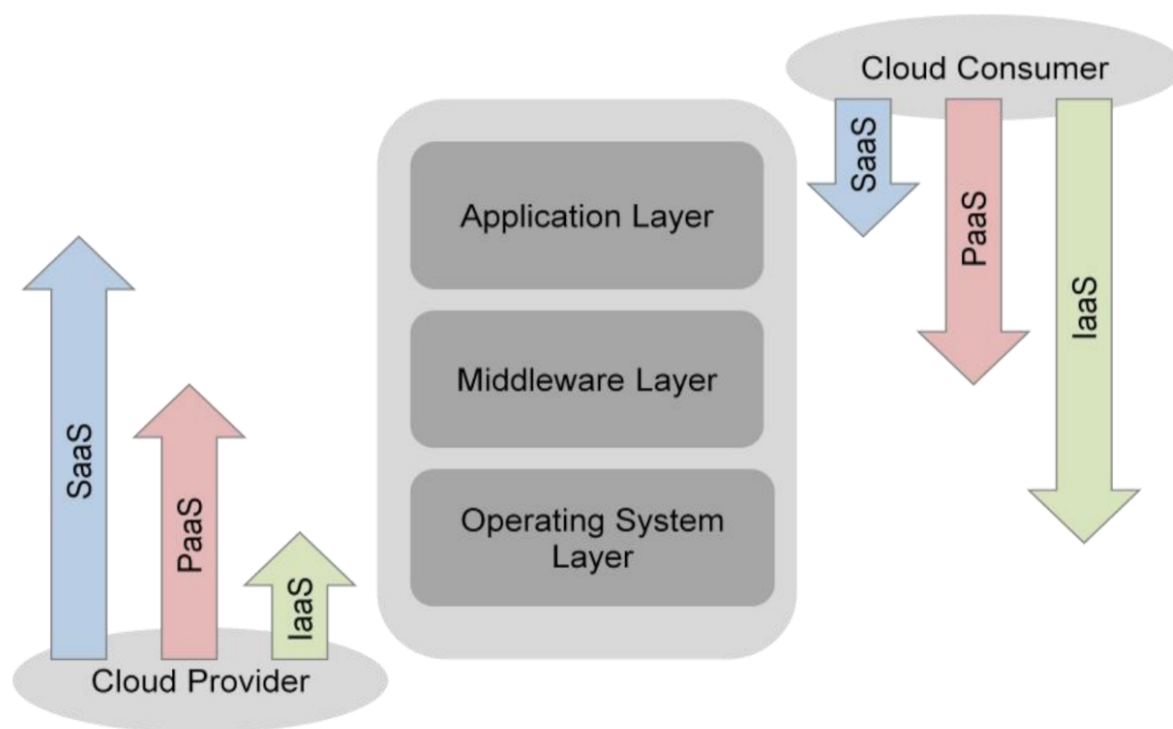 Cloud Consumer
SaaS
PaaS
IaaS
Application Layer
Middleware Layer
Operating System
Layer
SaaS
PaaS
IaaS
Cloud Provider